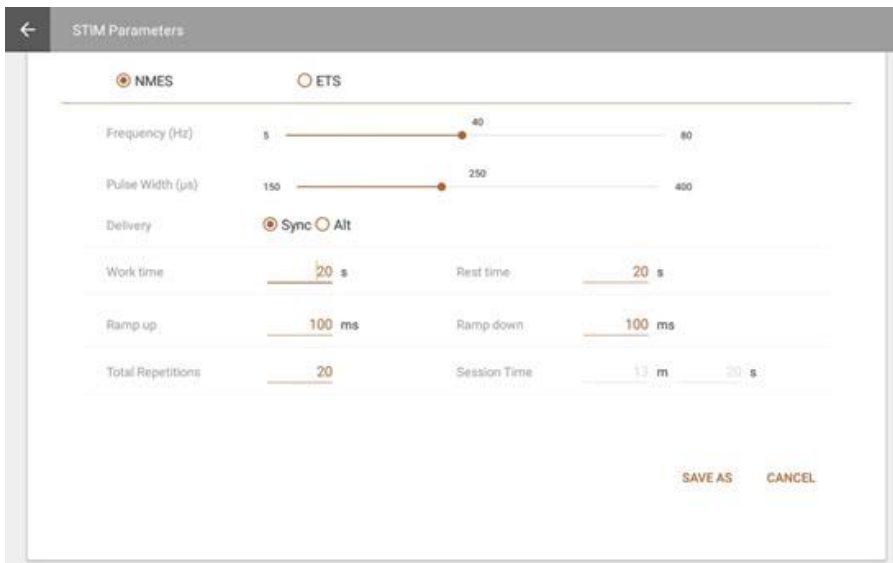 STIM Parameters
NMES ETS
Frequency (Hz) 5 40 80
Pulse Width (µs) 150 250 400
Delivery Sync Alt
Work time 20 s Rest time 20 s
Ramp up 100 ms Ramp down 100 ms
Total Repetitions 20 Session Time 13 m 20 s
SAVE AS CANCEL